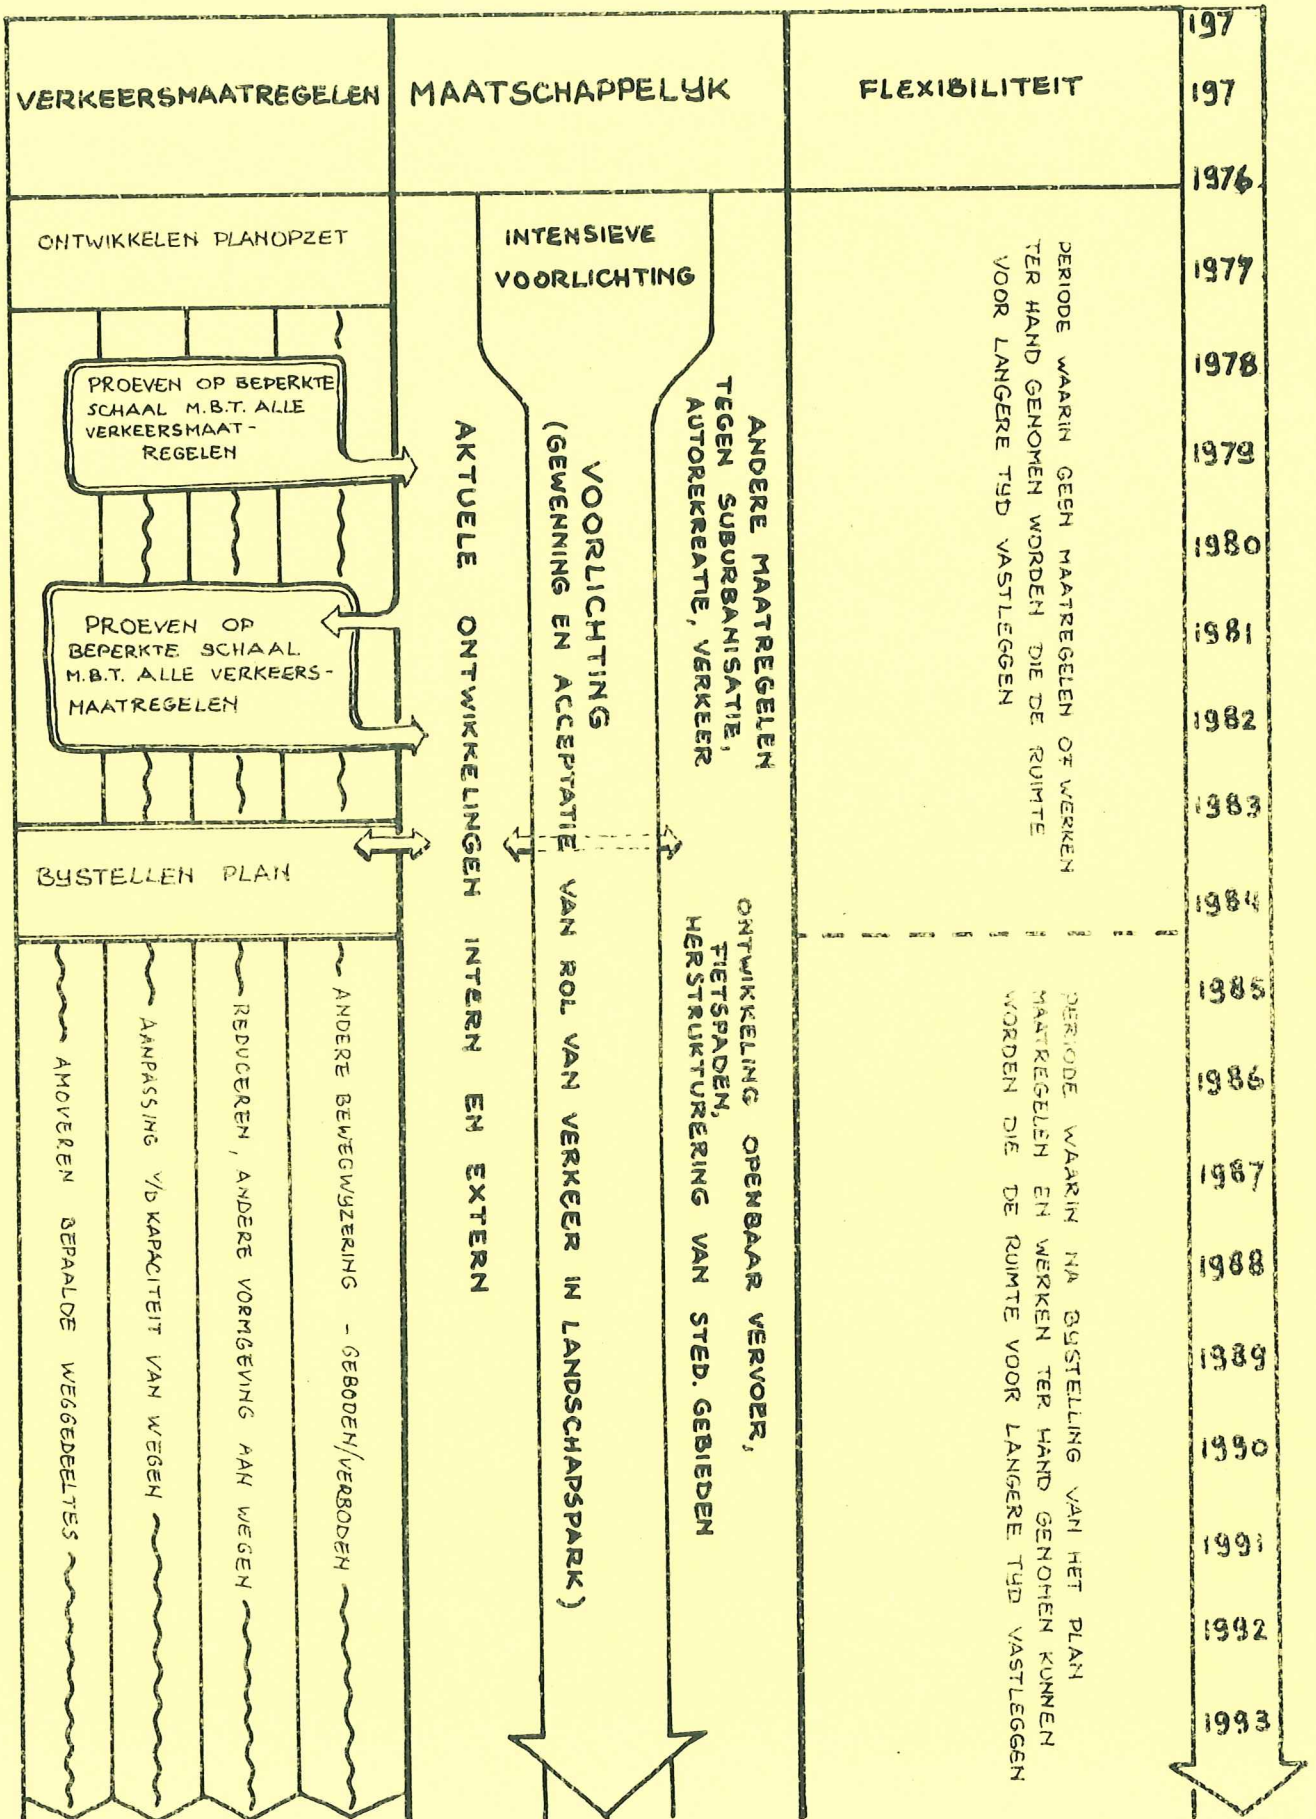 VERKEERSMAATREGELEN
MAATSCHAPPELYK
FLEXIBILITEIT
197
197
1976
1977
1978
1979
1980
1981
1982
1983
1984
1985
1986
1987
1988
1989
1990
1991
1992
1993
ONTWIKKELEN PLANOPZET
PROEVEN OP BEPERKTE
SCHAAL M.B.T. ALLE
VERKEERSMAAT-
REGELEN
PROEVEN OP
BEPERKTE SCHAAL
M.B.T. ALLE VERKEERS-
MAATREGELEN
BYSTELLEN PLAN
AMOVEREN BEPAALDE WEGGEDEELTES
AANPASSING V/D KAPACITEIT VAN WEGEN
REDUCEREN, ANDERE VORMGEVING AAN WEGEN
ANDERE BEWEGWYZERING - GEBODEN/VERBODEN
INTENSIEVE
VOORLICHTING
AKTUELE ONTWIKKELINGEN INTERN EN EXTERN
VOORLICHTING
(GEWENNING EN ACCEPTATIE VAN ROL VAN VERKEER IN LANDSCHAPSPARK)
ANDERE MAATREGELEN
TEGEN SUBURBANISATIE,
AUTOREKREATIE, VERKEER
ONTWIKKELING OPENBAAR VERVOER,
FIETSPADEN,
HERSTRUKTURERING VAN STED. GEBIEDEN
PERIODE WAARIN GEEN MAATREGELEN OF WERKEN
TER HAND GENOMEN WORDEN DIE DE RUIMTE
VOOR LANGERE TYD VASTLEGGEN
PERIODE WAARIN NA BYSTELLING VAN HET PLAN
MAATREGELEN EN WERKEN TER HAND GENOMEN KUNNEN
WORDEN DIE DE RUIMTE VOOR LANGERE TYD VASTLEGGEN